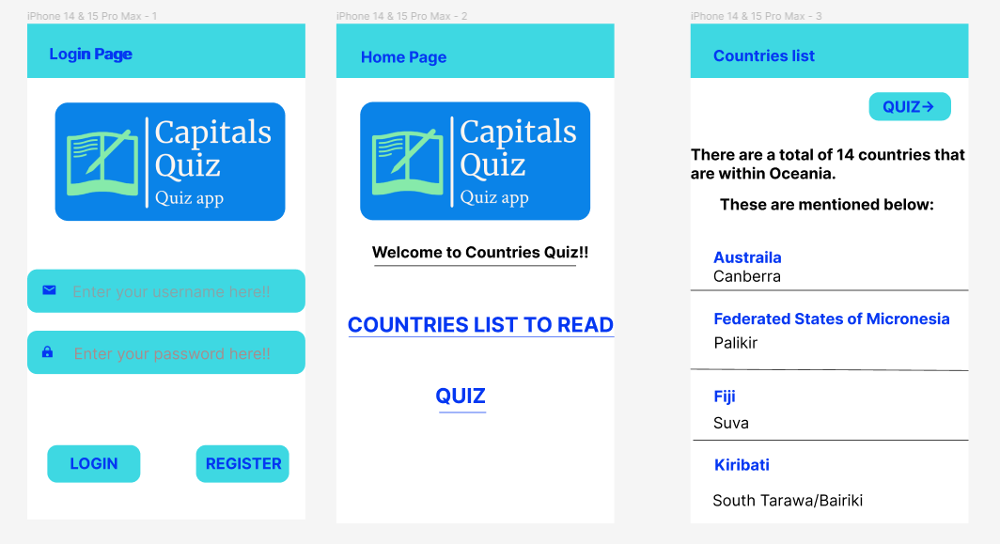 iPhone 14 & 15 Pro Max - 1
Login Page
Capitals
Quiz
Quiz app
Enter your username here!!
Enter your password here!!
LOGIN
REGISTER
iPhone 14 & 15 Pro Max - 2
Home Page
Capitals
Quiz
Quiz app
Welcome to Countries Quiz!!
COUNTRIES LIST TO READ
QUIZ
iPhone 14 & 15 Pro Max - 3
Countries list
QUIZ→
There are a total of 14 countries that
are within Oceania.
These are mentioned below:
Austraila
Canberra
Federated States of Micronesia
Palikir
Fiji
Suva
Kiribati
South Tarawa/Bairiki